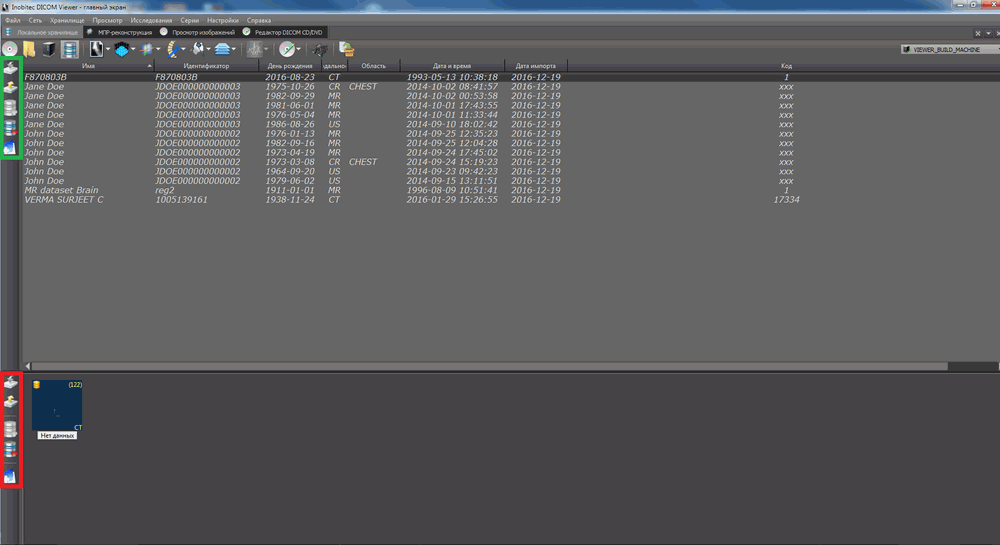 Inobitec DICOM Viewer - главный экран
Файл Сеть Хранилище Просмотр Исследования Серии Настройки Справка
Локальное хранилище МПР-реконструкция Просмотр изображений Редактор DICOM CD/DVD
VIEWER_BUILD_MACHINE
Имя Идентификатор День рождения дально Область Дата и время Дата импорта Код
F870803B F870803B 2016-08-23 CT 1993-05-13 10:38:18 2016-12-19 1
Jane Doe JDOE000000000003 1975-10-26 CR CHEST 2014-10-02 08:41:57 2016-12-19 xxx
Jane Doe JDOE000000000003 1982-09-29 MR 2014-10-02 00:53:58 2016-12-19 xxx
Jane Doe JDOE000000000003 1981-06-01 MR 2014-10-01 17:43:55 2016-12-19 xxx
Jane Doe JDOE000000000003 1976-05-04 MR 2014-10-01 11:33:44 2016-12-19 xxx
Jane Doe JDOE000000000003 1986-08-26 US 2014-09-10 18:02:42 2016-12-19 xxx
John Doe JDOE000000000002 1976-01-13 MR 2014-09-25 12:35:23 2016-12-19 xxx
John Doe JDOE000000000002 1982-09-16 MR 2014-09-25 12:04:28 2016-12-19 xxx
John Doe JDOE000000000002 1973-04-19 MR 2014-09-24 17:45:02 2016-12-19 xxx
John Doe JDOE000000000002 1973-03-08 CR CHEST 2014-09-24 15:19:23 2016-12-19 xxx
John Doe JDOE000000000002 1964-09-20 US 2014-09-23 09:42:23 2016-12-19 xxx
John Doe JDOE000000000002 1979-06-02 US 2014-09-15 13:11:51 2016-12-19 xxx
MR dataset Brain reg2 1911-01-01 MR 1996-08-09 10:51:41 2016-12-19 1
VERMA SURJEET C 1005139161 1938-11-24 CT 2016-01-29 15:26:55 2016-12-19 17334
(122)
CT
Нет данных